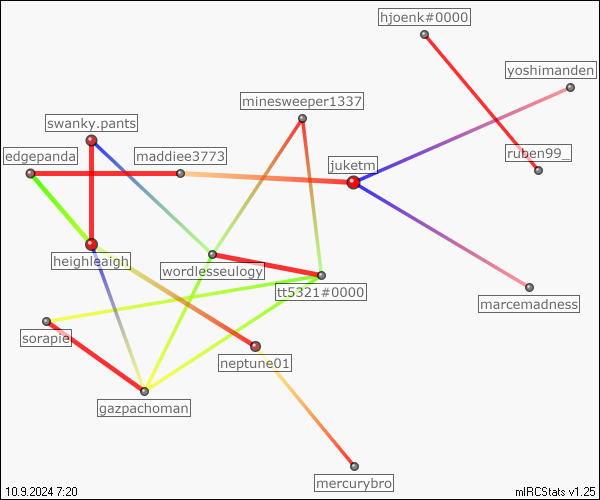 hjoenk#0000
yoshimanden
minesweeper1337
swanky.pants
edgepanda
maddiee3773
juketm
ruben99_
heighleaigh
wordlesseulogy
tt5321#0000
marcemadness
sorapie
neptune01
gazpachoman
mercurybro
10.9.2024 7:20
mIRCStats v1.25